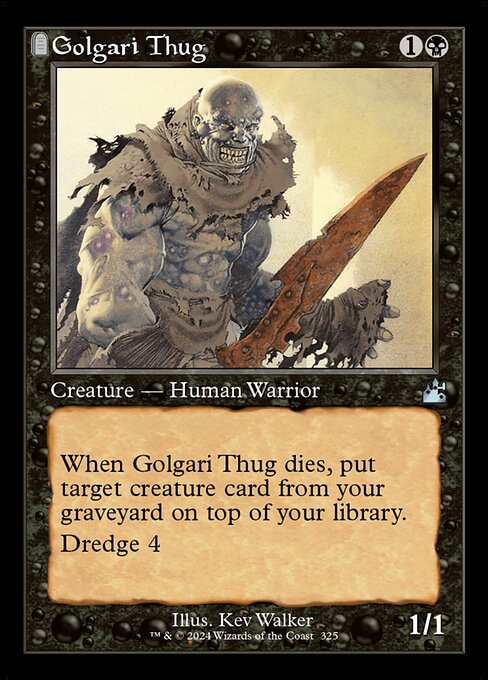 Golgari Thug 1
Creature — Human Warrior
When Golgari Thug dies, put
target creature card from your
graveyard on top of your library.
Dredge 4
Illus. Kev Walker
™ & © 2024 Wizards of the Coast 325
1/1